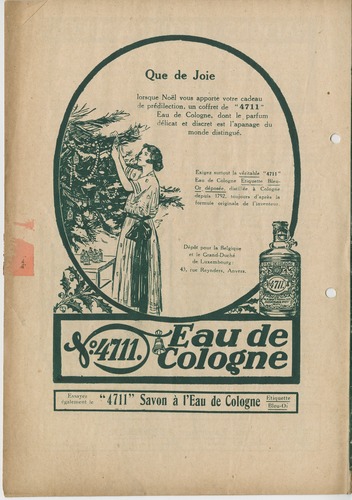 Que de Joie
lorsque Noël vous apporte votre cadeau
de prédilection, un coffret de "4711"
Eau de Cologne, dont le parfum
délicat et discret est l'apanage du
monde distingué.
Exigez surtout la véritable "4711"
Eau de Cologne Etiquette Bleu-
Or déposée, distillée à Cologne
depuis 1792, toujours d'après la
formule originale de l'inventeur.
Dépôt pour la Belgique
et le Grand-Duché
de Luxembourg:
43, rue Reynders, Anvers.
4711.
No. 4711. Eau de
Cologne
Essayez
également le
"4711" Savon à l'Eau de Cologne
Etiquette
Bleu-Or